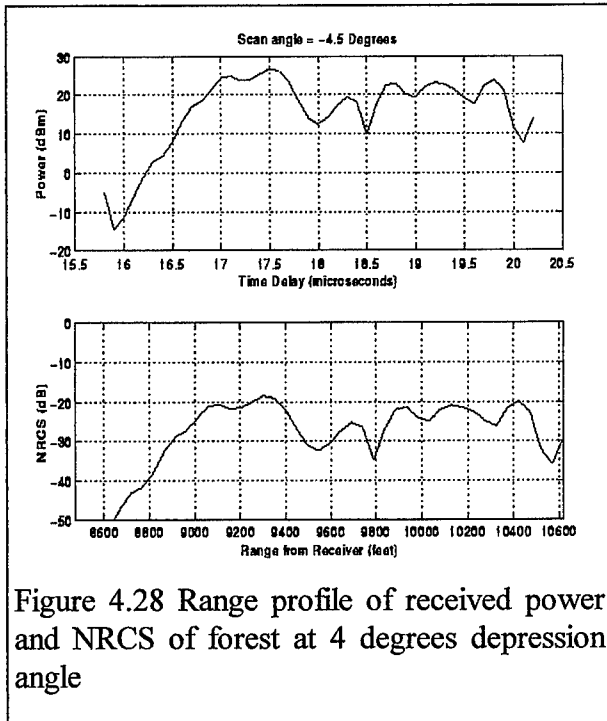 Scan angle = -4.5 Degrees
30
20
10
0
-10
-20
Power (dBm)
15.5 16 16.5 17 17.5 18 18.5 19 19.5 20 20.5
Time Delay (microseconds)
0
-10
-20
-30
-40
-50
NRCS (dB)
8600 8800 9000 9200 9400 9600 9800 10000 10200 10400 10600
Range from Receiver (feet)
Figure 4.28 Range profile of received power
and NRCS of forest at 4 degrees depression
angle